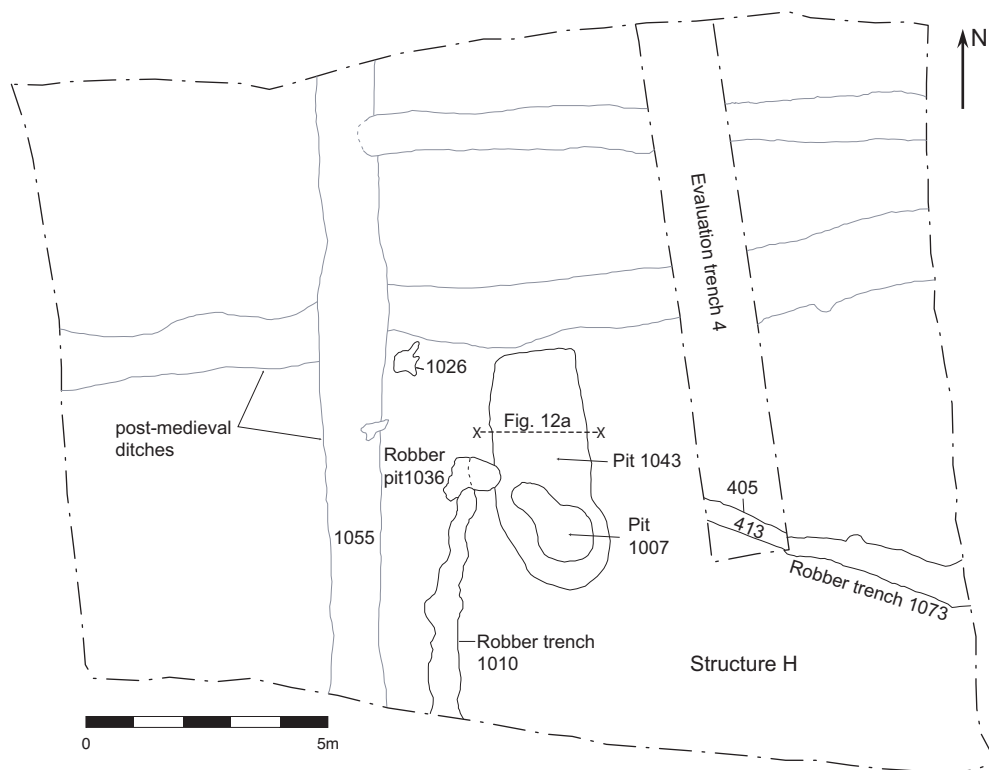 N
Evaluation trench 4
1026
post-medieval
ditches
X Fig. 12a X
Robber
pit1036
Pit 1043
405
413
Pit
1007
1055
Robber trench 1073
Robber trench
1010
Structure H
0 5m